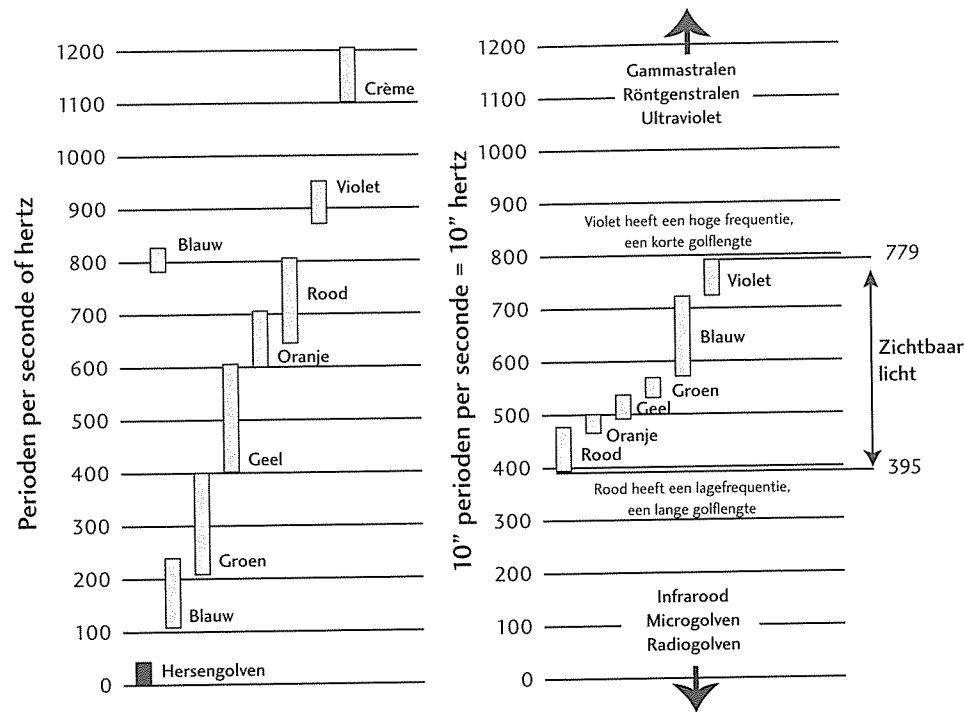 Perioden per seconde of hertz
1200
1100
1000
900
800
700
600
500
400
300
200
100
0
Crème
Violet
Blauw
Rood
Oranje
Geel
Groen
Blauw
Hersengolven
10” perioden per seconde = 10” hertz
1200
1100
1000
900
800
700
600
500
400
300
200
100
0
Gammastralen
Röntgenstralen
Ultraviolet
Violet heeft een hoge frequentie,
een korte golflengte
779
Violet
Blauw
Zichtbaar
licht
Groen
Geel
Oranje
Rood
395
Rood heeft een lagefrequentie,
een lange golflengte
Infrarood
Microgolven
Radiogolven